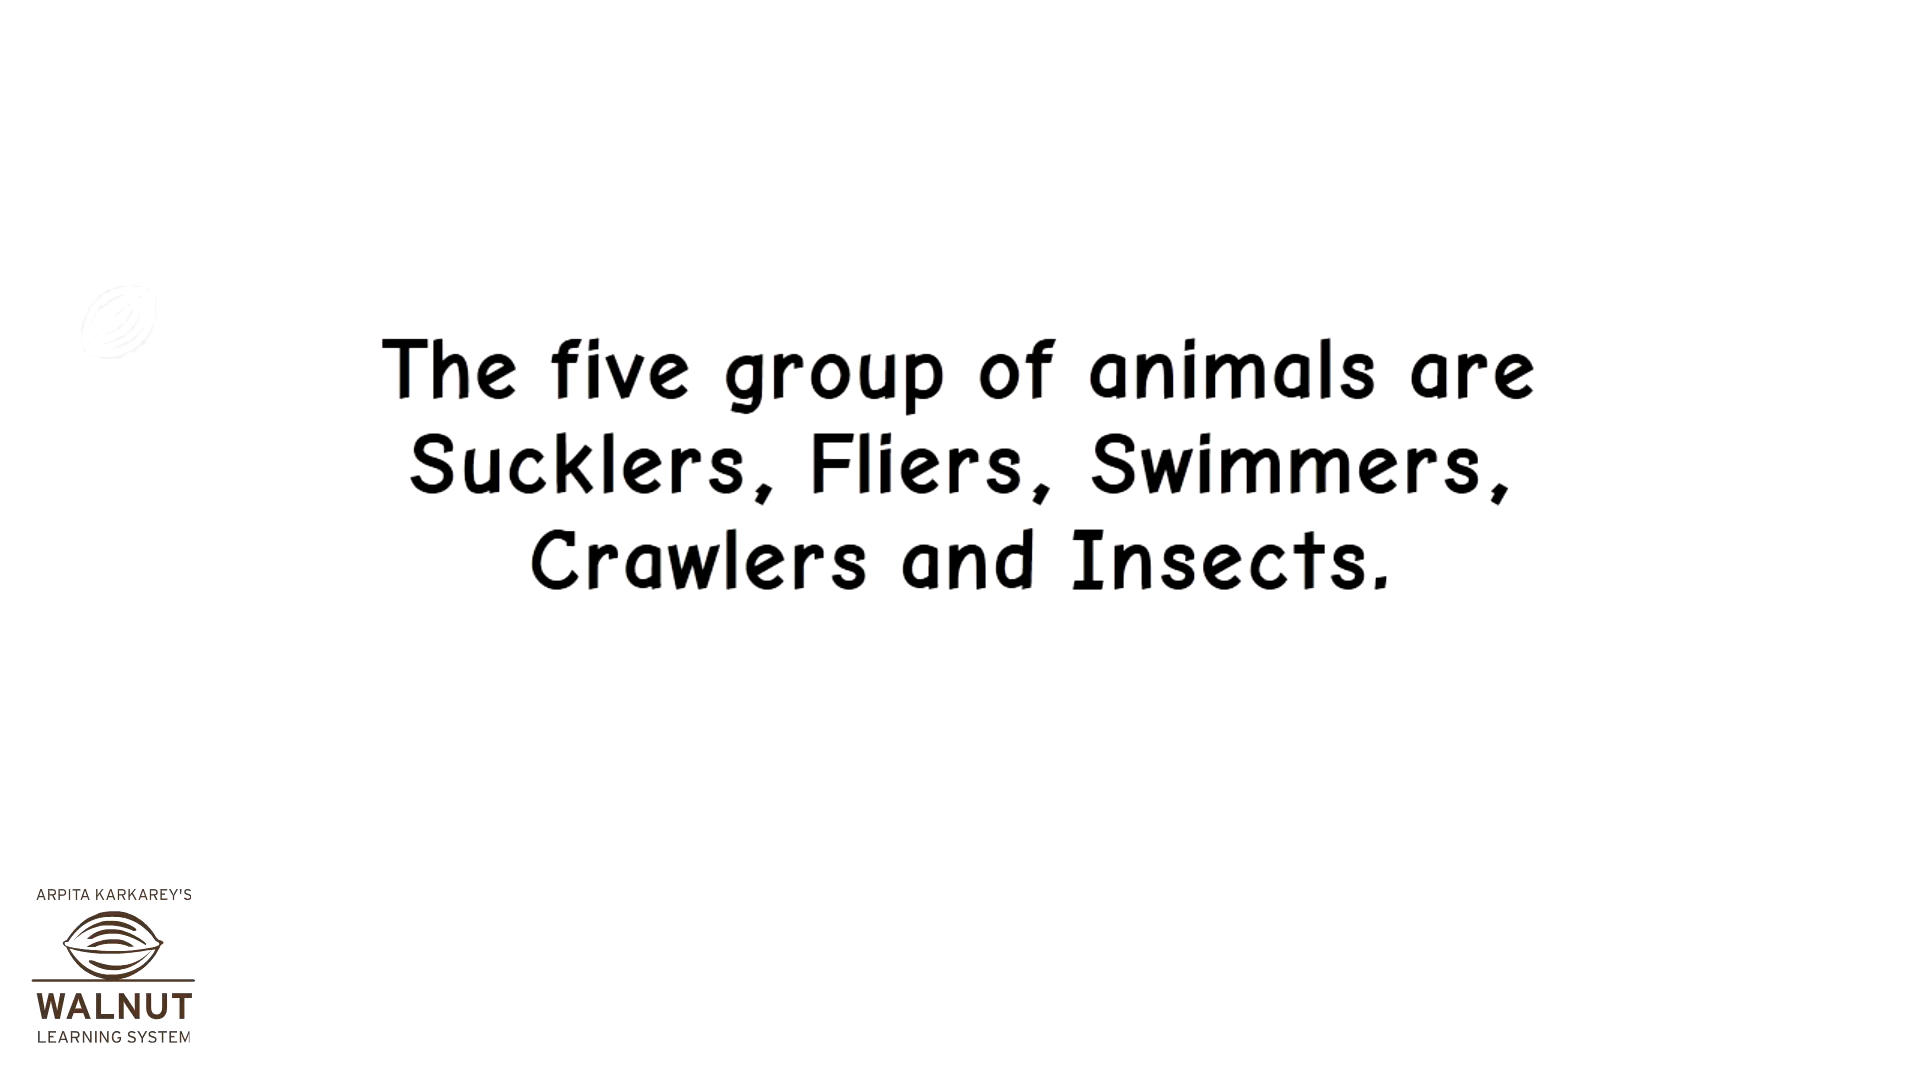 The five group of animals are
Sucklers, Fliers, Swimmers,
Crawlers and Insects.
ARPITA KARKAREY'S
WALNUT
LEARNING SYSTEM